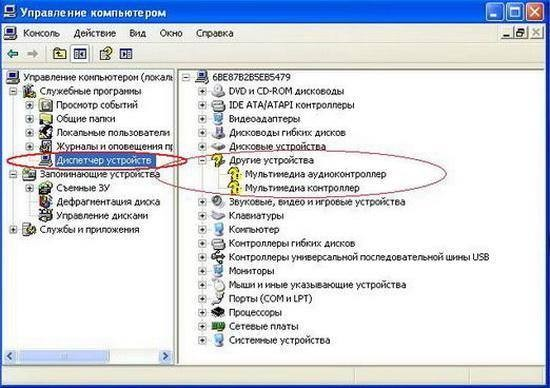 Управление компьютером
Консоль Действие Вид Окно Справка
Управление компьютером (локаль
Служебные программы
Просмотр событий
Общие папки
Локальные пользователи
Журналы и оповещения пр
Диспетчер устройств
Запоминающие устройства
Съемные ЗУ
Дефрагментация диска
Управление дисками
Службы и приложения
6BE87B2B5EB5479
DVD и CD-ROM дисководы
IDE ATA/ATAPI контроллеры
Видеоадаптеры
Дисководы гибких дисков
Дисковые устройства
Другие устройства
Мультимедиа аудиоконтроллер
Мультимедиа контроллер
Звуковые, видео и игровые устройства
Клавиатуры
Компьютер
Контроллеры гибких дисков
Контроллеры универсальной последовательной шины USB
Мониторы
Мыши и иные указывающие устройства
Порты (COM и LPT)
Процессоры
Сетевые платы
Системные устройства